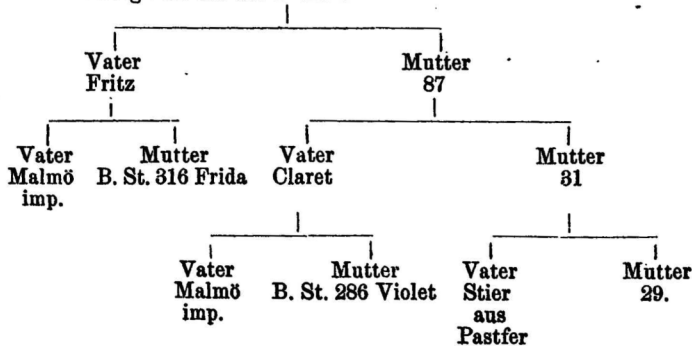 Vater Mutter
Fritz 87
Vater Mutter Vater Mutter
Malmö B. St. 316 Frida Claret 31
imp.
Vater Mutter Vater Mutter
Malmö B. St. 286 Violet Stier 29.
imp. aus
Pastfer